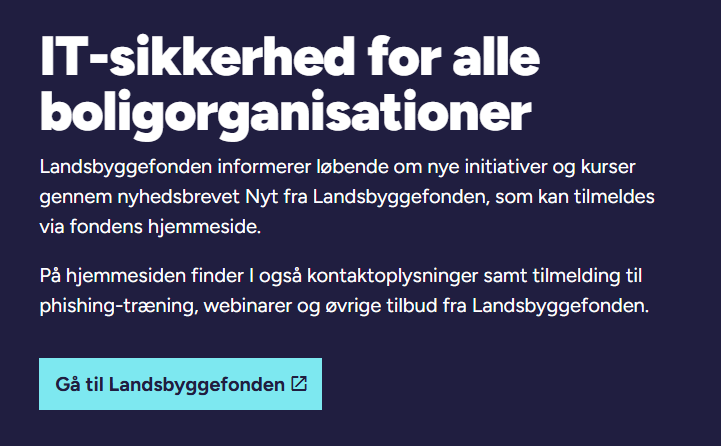 IT-sikkerhed for alle
boligorganisationer
Landsbyggefonden informerer løbende om nye initiativer og kurser
gennem nyhedsbrevet Nyt fra Landsbyggefonden, som kan tilmeldes
via fondens hjemmeside.
På hjemmesiden finder I også kontaktoplysninger samt tilmelding til
phishing-træning, webinarer og øvrige tilbud fra Landsbyggefonden.
Gå til Landsbyggefonden